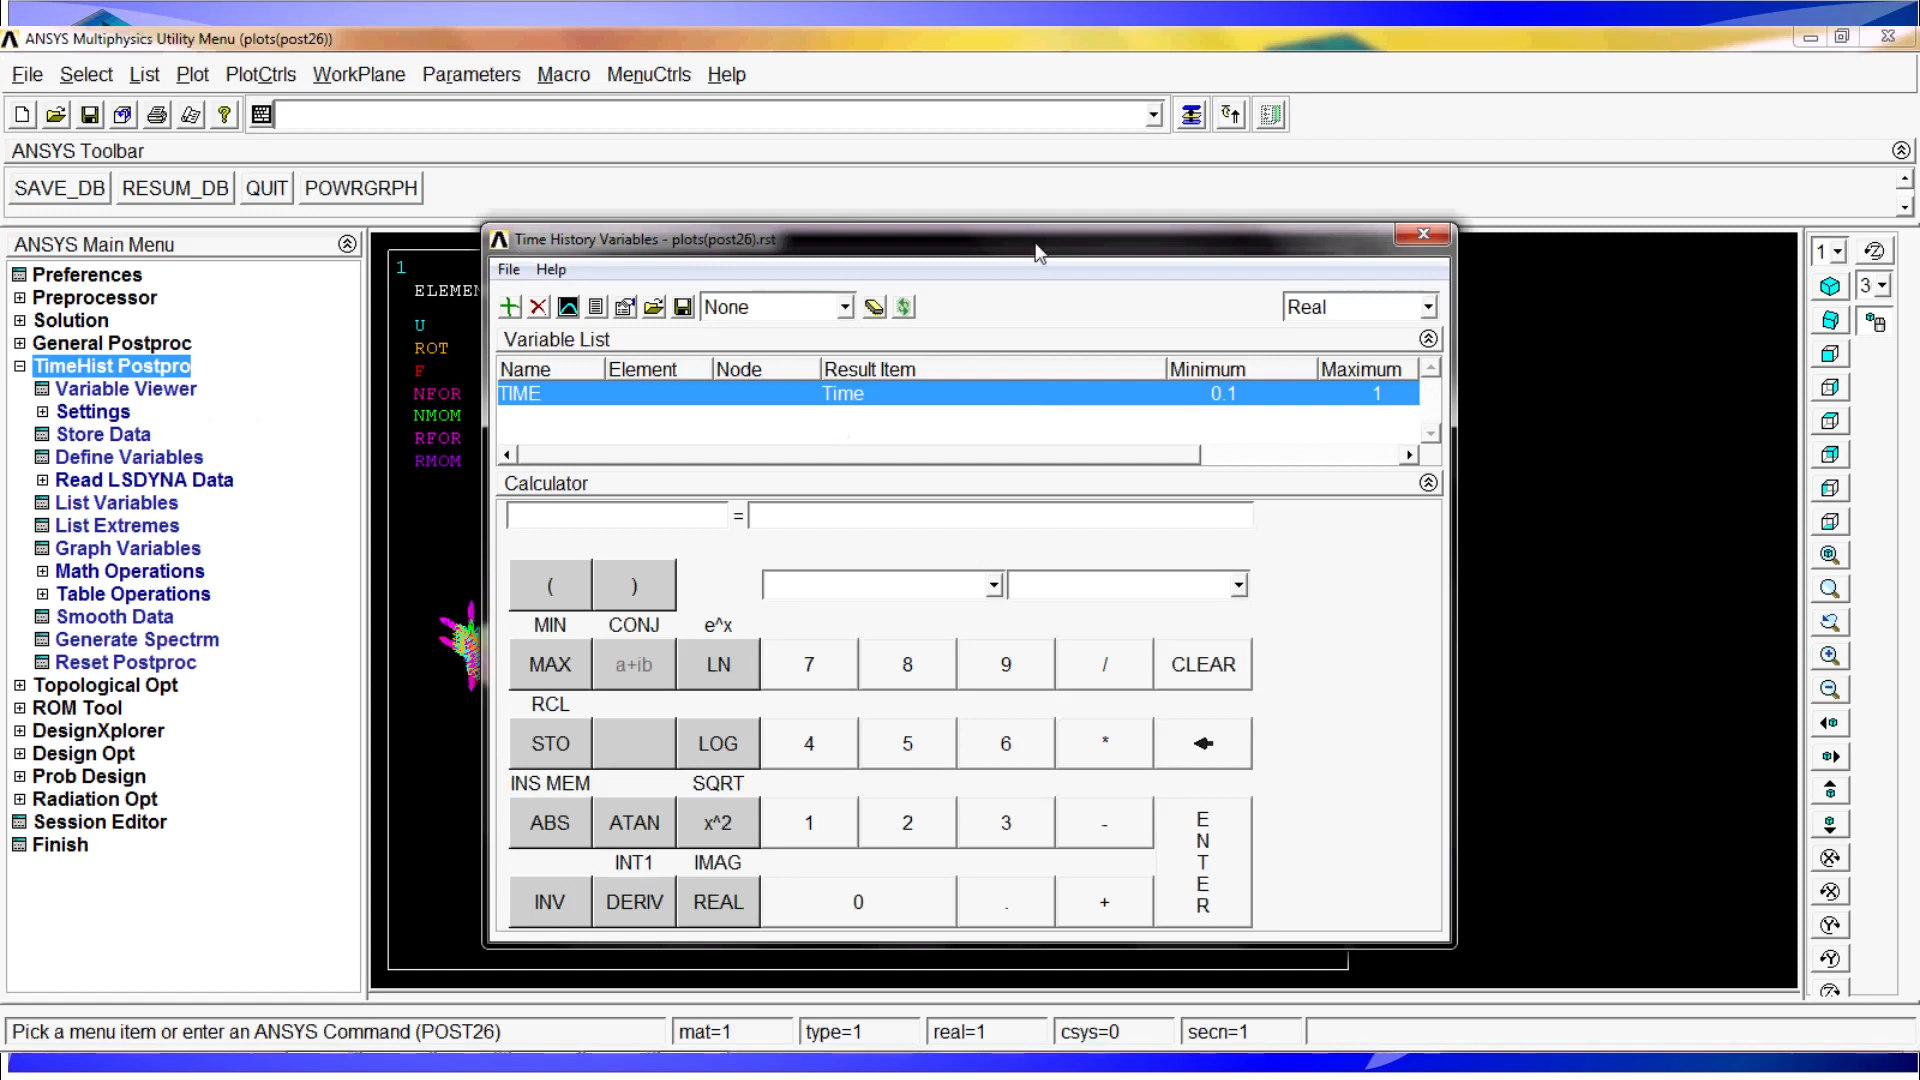 ANSYS Multiphysics Utility Menu (plots(post26))
File Select List Plot PlotCtrls WorkPlane Parameters Macro MenuCtrls Help
ANSYS Toolbar
SAVE_DB RESUM_DB QUIT POWRGRPH
ANSYS Main Menu
Preferences
Preprocessor
Solution
General Postproc
TimeHist Postpro
Variable Viewer
Settings
Store Data
Define Variables
Read LSDYNA Data
List Variables
List Extremes
Graph Variables
Math Operations
Table Operations
Smooth Data
Generate Spectrm
Reset Postproc
Topological Opt
ROM Tool
DesignXplorer
Design Opt
Prob Design
Radiation Opt
Session Editor
Finish
1
ELEMEN
U
ROT
F
NFOR
NMOM
RFOR
RMOM
Time History Variables - plots(post26).rst
File Help
None Real
Variable List
Name Element Node Result Item Minimum Maximum
TIME Time 0.1 1
Calculator
=
( )
MIN CONJ e^x
MAX a+ib LN 7 8 9 / CLEAR
RCL
STO LOG 4 5 6 *
INS MEM SQRT
ABS ATAN x^2 1 2 3 - ENTER
INT1 IMAG
INV DERIV REAL 0 . +
1
3
Pick a menu item or enter an ANSYS Command (POST26) mat=1 type=1 real=1 csys=0 secn=1